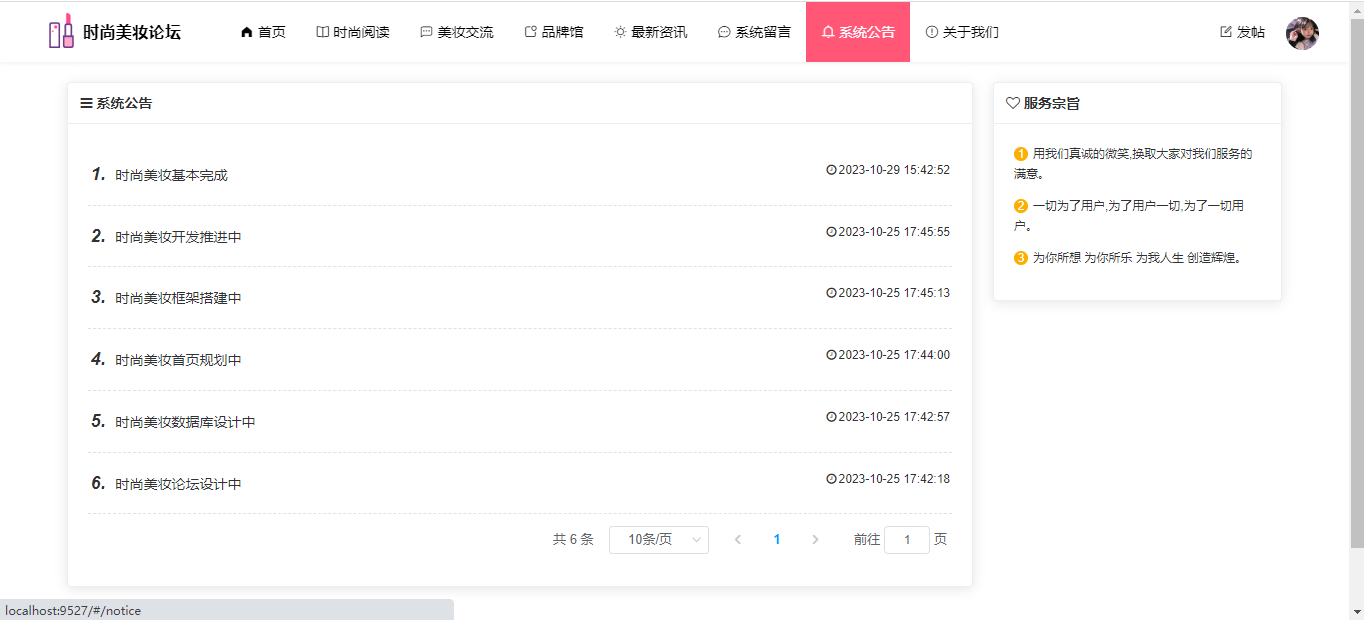 时尚美妆论坛 首页 时尚阅读 美妆交流 品牌馆 最新资讯 系统留言 系统公告 关于我们 发帖
系统公告
1. 时尚美妆基本完成 2023-10-29 15:42:52
2. 时尚美妆开发推进中 2023-10-25 17:45:55
3. 时尚美妆框架搭建中 2023-10-25 17:45:13
4. 时尚美妆首页规划中 2023-10-25 17:44:00
5. 时尚美妆数据库设计中 2023-10-25 17:42:57
6. 时尚美妆论坛设计中 2023-10-25 17:42:18
共 6 条 10条/页 1 前往 1 页
服务宗旨
1 用我们真诚的微笑,换取大家对我们服务的
满意。
2 一切为了用户,为了用户一切,为了一切用
户。
3 为你所想 为你所乐 为我人生 创造辉煌。
localhost:9527/#/notice